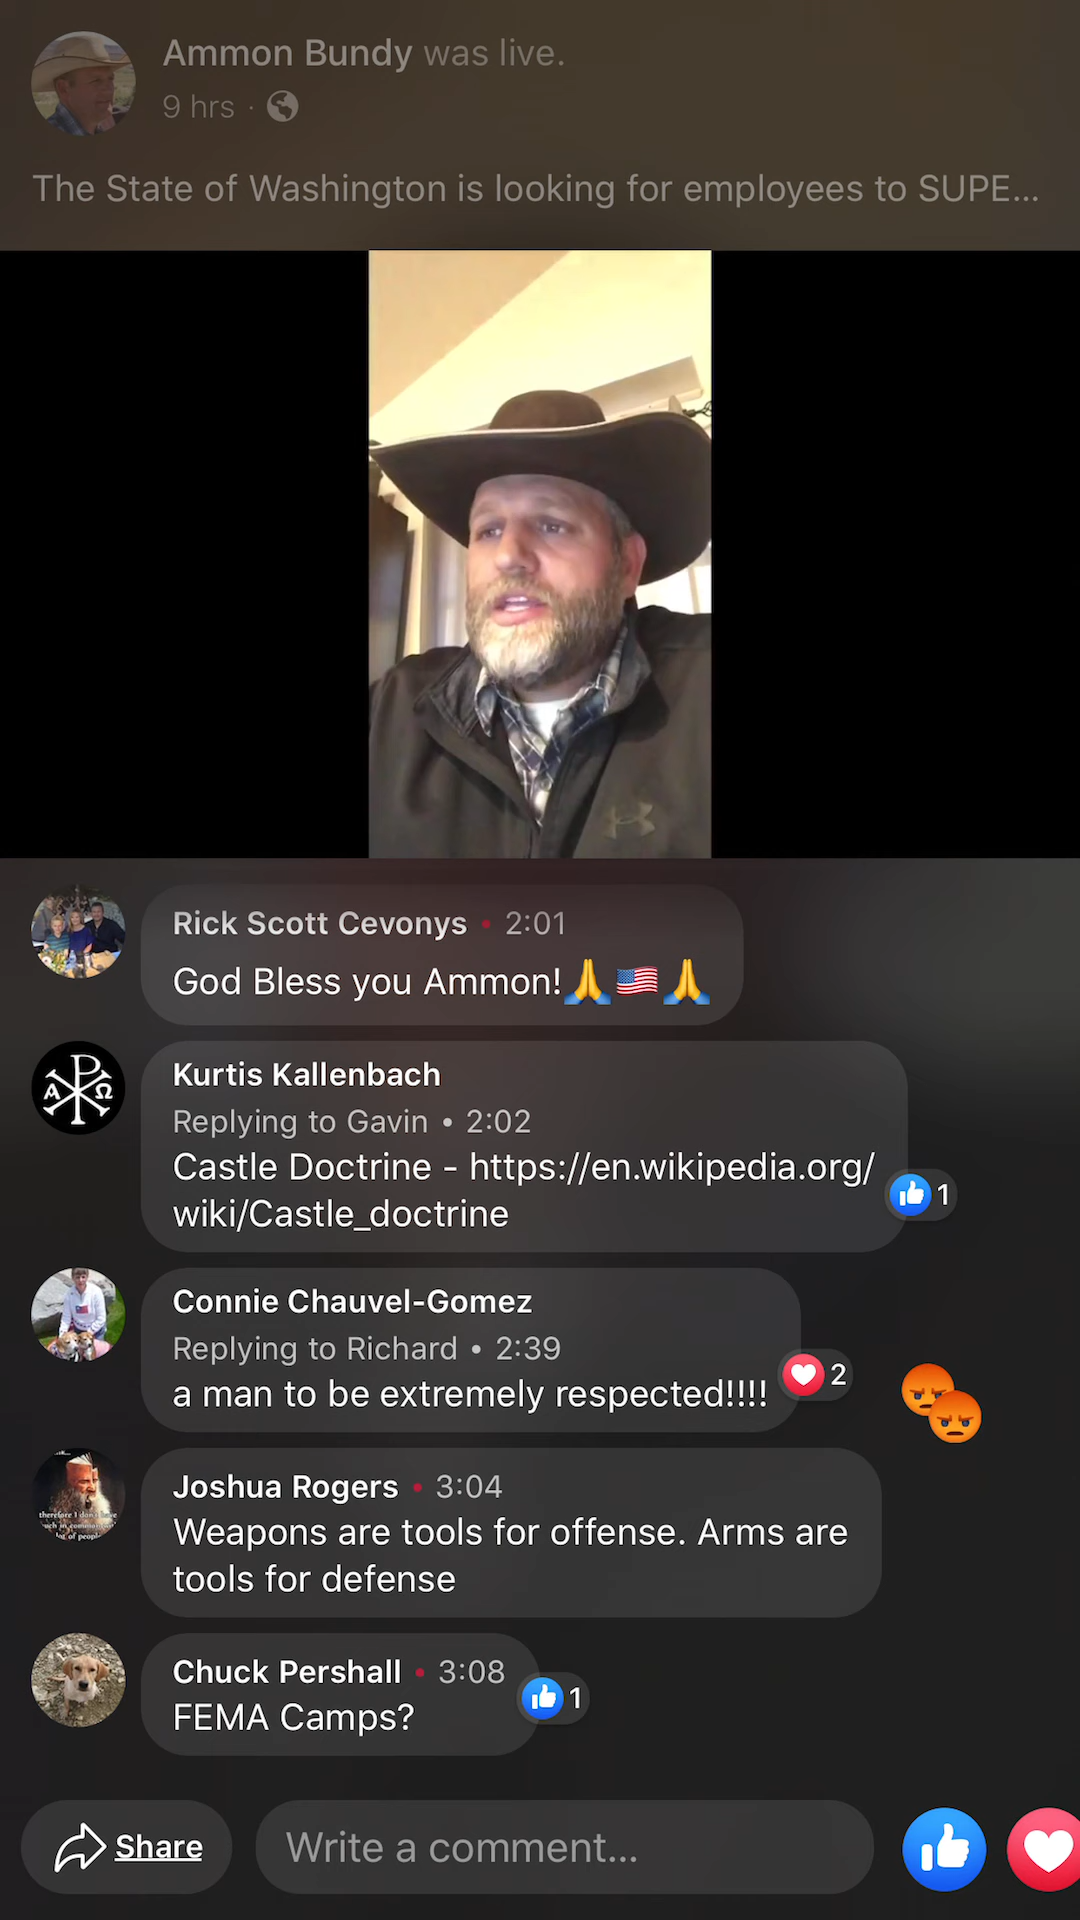 Ammon Bundy was live.
9 hrs ·
The State of Washington is looking for employees to SUPE...
Rick Scott Cevonys • 2:01
God Bless you Ammon!🙏🇺🇸🙏
Kurtis Kallenbach
Replying to Gavin • 2:02
Castle Doctrine - https://en.wikipedia.org/
wiki/Castle_doctrine
1
Connie Chauvel-Gomez
Replying to Richard • 2:39
a man to be extremely respected!!!!
2
Joshua Rogers • 3:04
Weapons are tools for offense. Arms are
tools for defense
therefore I don't have
Chuck Pershall • 3:08
FEMA Camps?
1
Share
Write a comment...